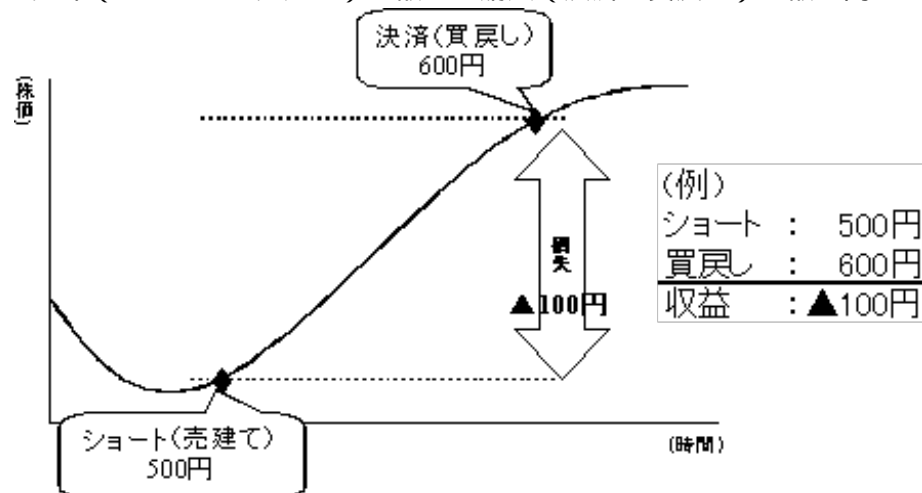 決済(買戻し)
600円
(株価)
損失
▲100円
(例)
ショート : 500円
買戻し : 600円
収益 :▲100円
ショート(売建て)
500円
(時間)